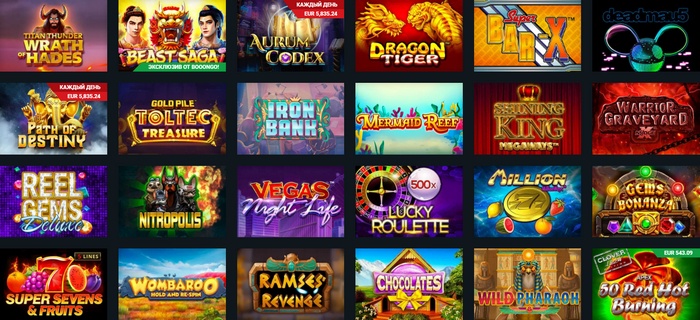 TITAN THUNDER
WRATH
OF
HADES
BEAST SAGA
ЭКСКЛЮЗИВ ОТ BOOONGO!
КАЖДЫЙ ДЕНЬ
EUR 5,835.24
AURUM
CODEX
DRAGON
TIGER
Super
BAR-X
deadmau5
КАЖДЫЙ ДЕНЬ
EUR 5,835.24
PATH OF
DESTINY
GOLD PILE
TOLTEC
TREASURE
IRON
BANK
MERMAID REEF
SHINING
KING
MEGAWAYS
WARRIOR
GRAVEYARD
REEL
GEMS
Deluxe
NITROPOLIS
VEGAS
Night Life
500x
LUCKY
ROULETTE
MILLION
7
GEMS
BONANZA
5 LINES
70
SUPER SEVENS
& FRUITS
WOMBAROO
HOLD AND RE-SPIN
RAMSES'
REVENGE
CHOCOLATES
WILD PHARAOH
EUR 543.09
CLOVER
50 Red Hot
Burning